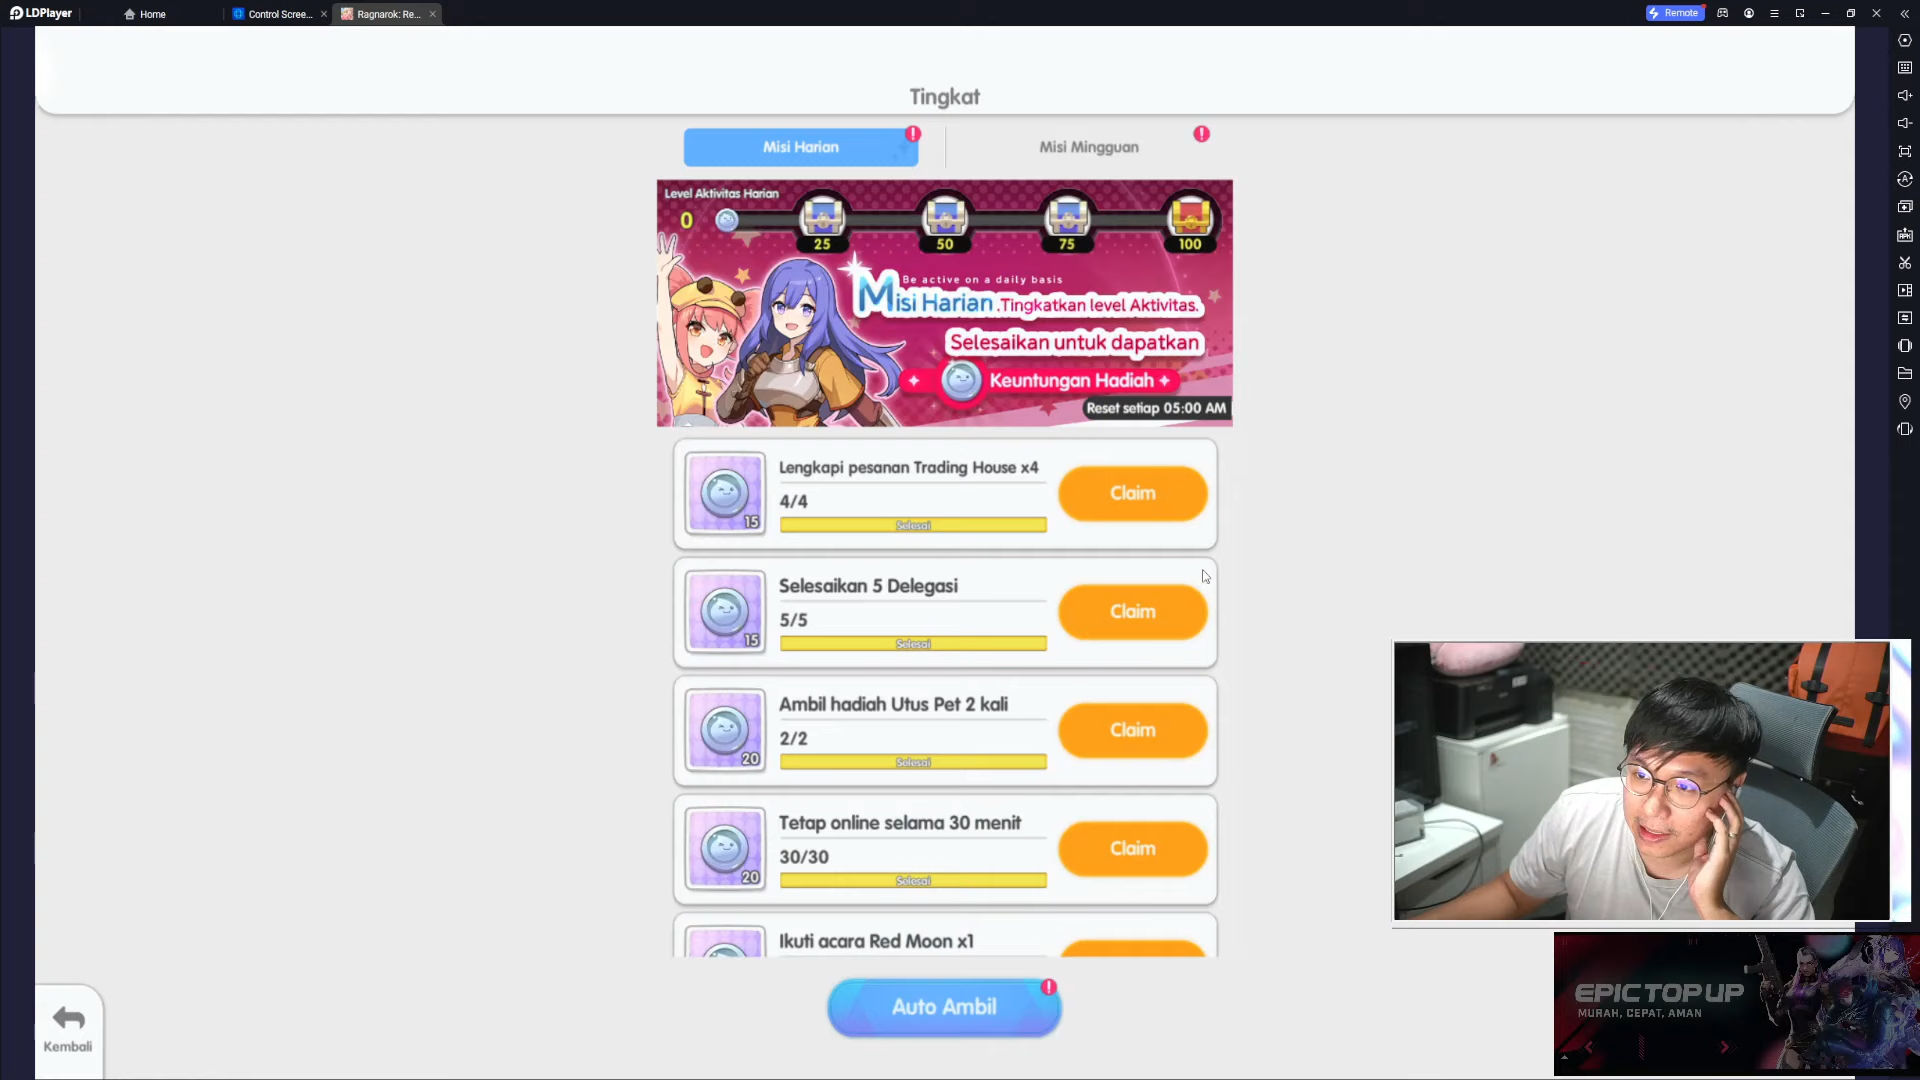 LDPlayer
Home
Control Scree...
Ragnarok: Re...
Remote
Tingkat
Misi Harian
Misi Mingguan
Level Aktivitas Harian
0
25
50
75
100
Be active on a daily basis
Misi Harian .Tingkatkan level Aktivitas.
Selesaikan untuk dapatkan
Keuntungan Hadiah
Reset setiap 05:00 AM
Lengkapi pesanan Trading House x4
4/4
15
Selesai
Claim
Selesaikan 5 Delegasi
5/5
15
Selesai
Claim
Ambil hadiah Utus Pet 2 kali
2/2
20
Selesai
Claim
Tetap online selama 30 menit
30/30
20
Selesai
Claim
Ikuti acara Red Moon x1
Auto Ambil
Kembali
EPIC TOP UP
MURAH, CEPAT, AMAN